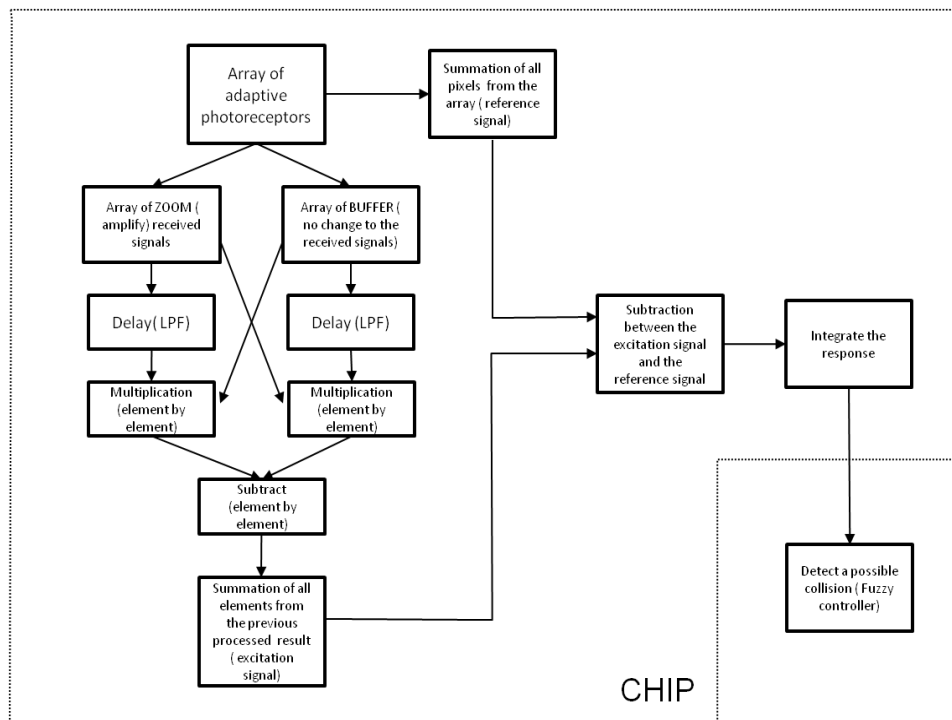 Array of
adaptive
photoreceptors
Summation of all
pixels from the
array ( reference
signal)
Array of ZOOM (
amplify) received
signals
Array of BUFFER (
no change to the
received signals)
Delay( LPF)
Delay (LPF)
Multiplication
(element by
element)
Multiplication
(element by
element)
Subtract
(element by
element)
Summation of all
elements from
the previous
processed result
( excitation
signal)
Subtraction
between the
excitation signal
and the
reference signal
Integrate the
response
Detect a possible
collision ( Fuzzy
controller)
CHIP